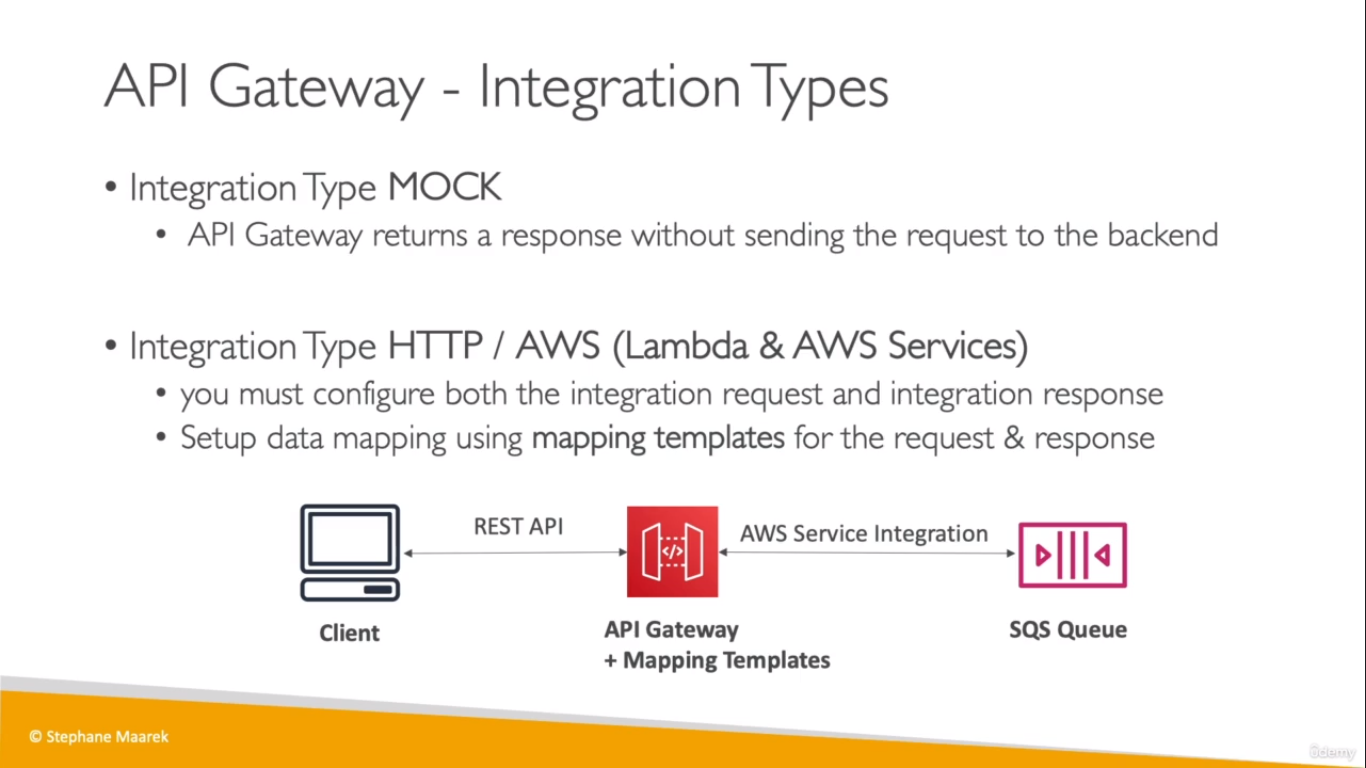 API Gateway - Integration Types
• Integration Type MOCK
• API Gateway returns a response without sending the request to the backend
• Integration Type HTTP / AWS (Lambda & AWS Services)
• you must configure both the integration request and integration response
• Setup data mapping using mapping templates for the request & response
REST API
AWS Service Integration
</>
Client
API Gateway
+ Mapping Templates
SQS Queue
© Stephane Maarek
ûdemy